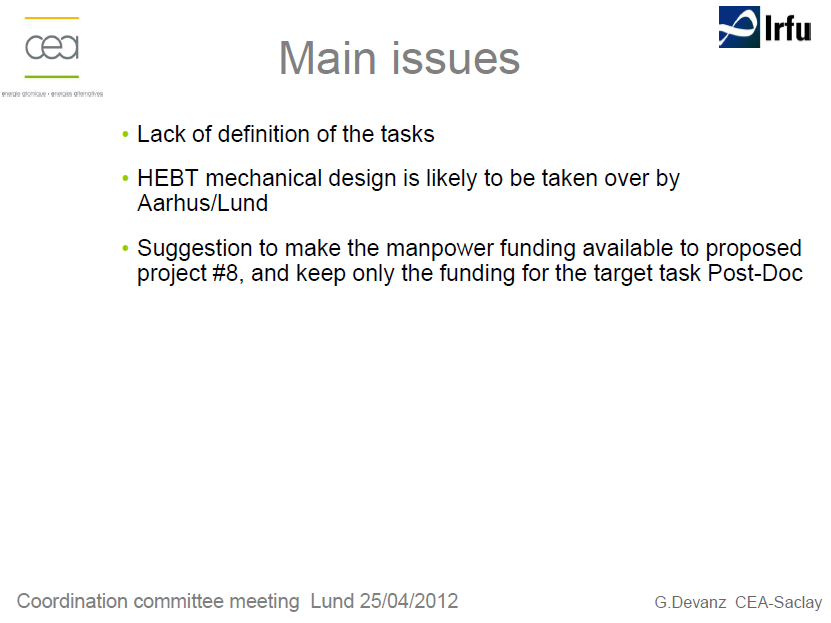 cea
énergie atomique • énergies alternatives
Irfu
Main issues
• Lack of definition of the tasks
• HEBT mechanical design is likely to be taken over by
Aarhus/Lund
• Suggestion to make the manpower funding available to proposed
project #8, and keep only the funding for the target task Post-Doc
Coordination committee meeting Lund 25/04/2012
G.Devanz CEA-Saclay